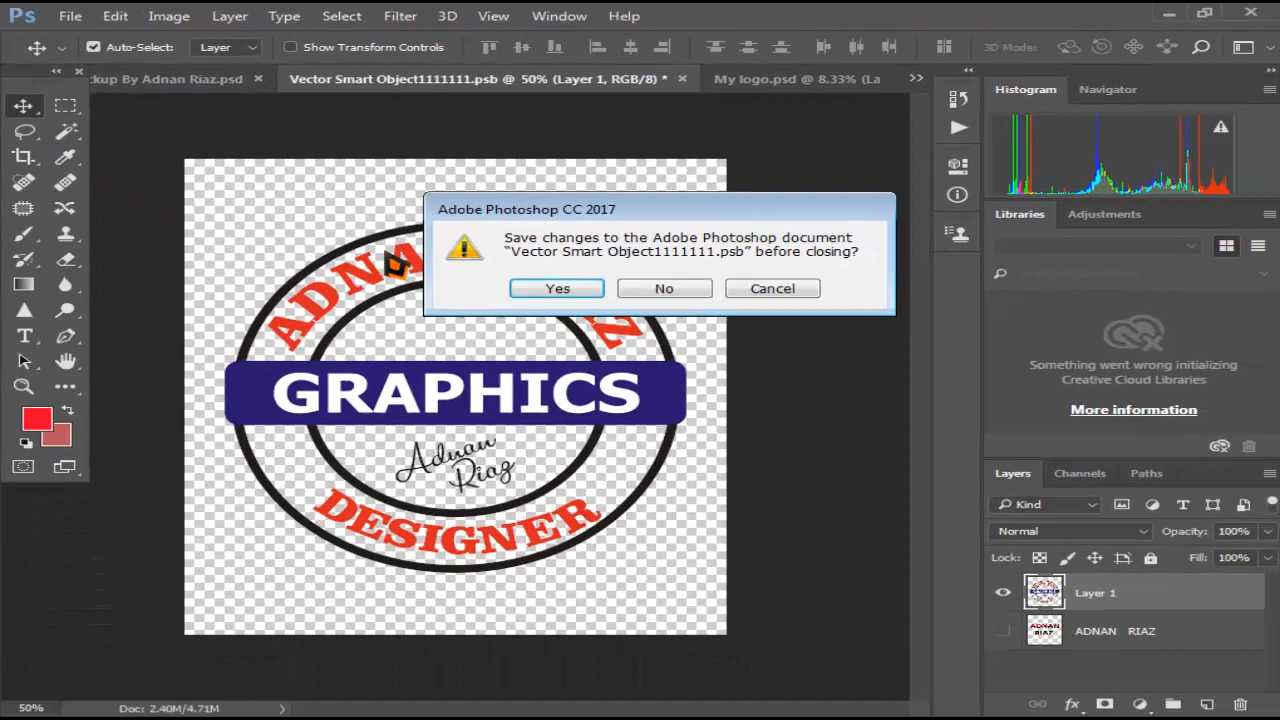 Ps File Edit Image Layer Type Select Filter 3D View Window Help
Auto-Select: Layer Show Transform Controls 3D Mode:
ckup By Adnan Riaz.psd × Vector Smart Object1111111.psb @ 50% (Layer 1, RGB/8) * × My logo.psd @ 8.33% (La
Histogram Navigator
Adobe Photoshop CC 2017
Save changes to the Adobe Photoshop document
“Vector Smart Object1111111.psb” before closing?
Yes No Cancel
Libraries Adjustments
Something went wrong initializing
Creative Cloud Libraries
More information
ADNA
Z
GRAPHICS
Adnan
Riaz
DESIGNER
Layers Channels Paths
Kind
Normal Opacity: 100%
Lock: Fill: 100%
Layer 1
ADNAN RIAZ
50% Doc: 2.40M/4.71M